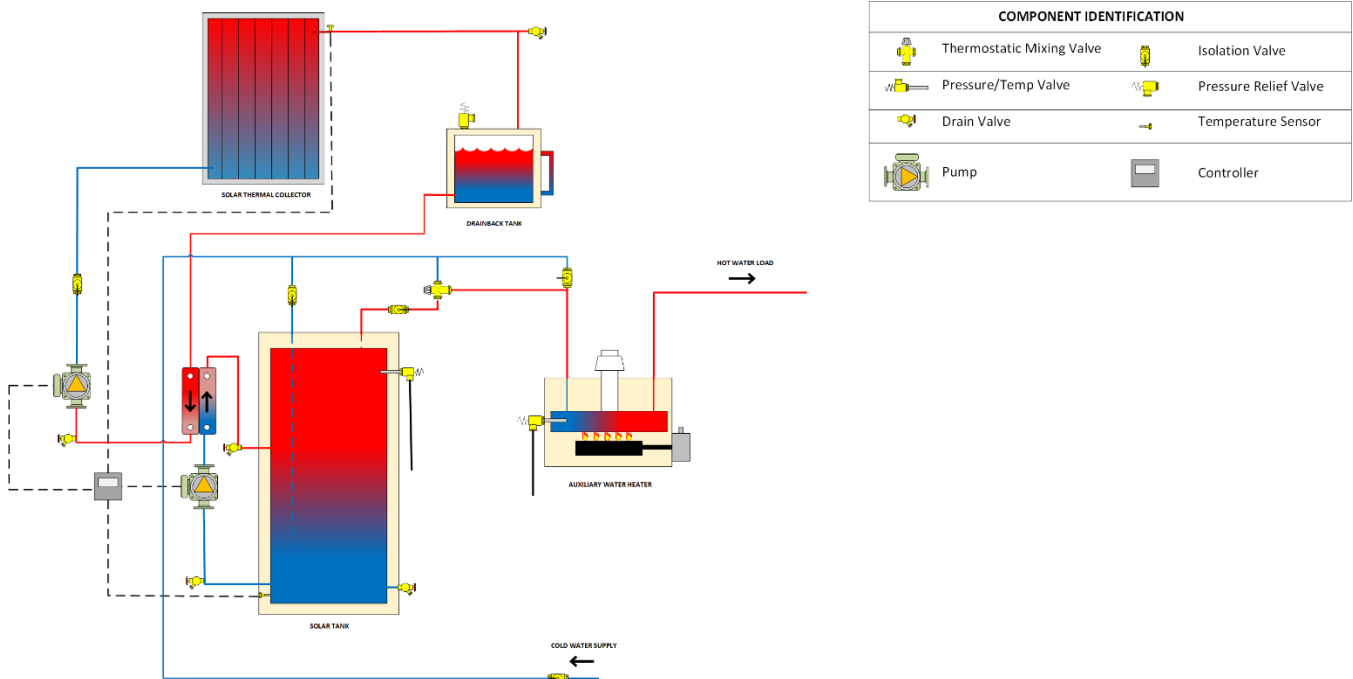 COMPONENT IDENTIFICATION
Thermostatic Mixing Valve
Isolation Valve
Pressure/Temp Valve
Pressure Relief Valve
Drain Valve
Temperature Sensor
Pump
Controller
SOLAR THERMAL COLLECTOR
DRAINBACK TANK
HOT WATER LOAD
AUXILIARY WATER HEATER
SOLAR TANK
COLD WATER SUPPLY